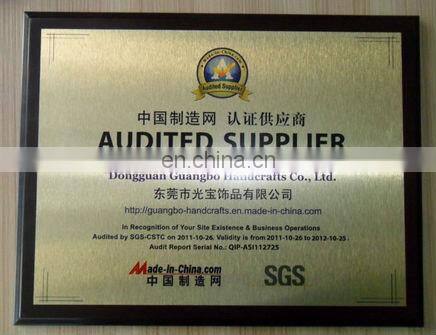 Made-in-China.com
Audited Supplier
中国制造网 认证供应商
AUDITED SUPPLIER
en.china.cn
Dongguan Guangbo Handcrafts Co., Ltd.
东莞市光宝饰品有限公司
http://guangbo-handcrafts.en.made-in-china.com/
In Recognition of Your Site Existence & Business Operations
Audited by SGS-CSTC on 2011-10-26. Validity is from 2011-10-26 to 2012-10-25.
Audit Report Serial No.: QIP-ASI112725
Made-in-China.com
中国制造网
SGS